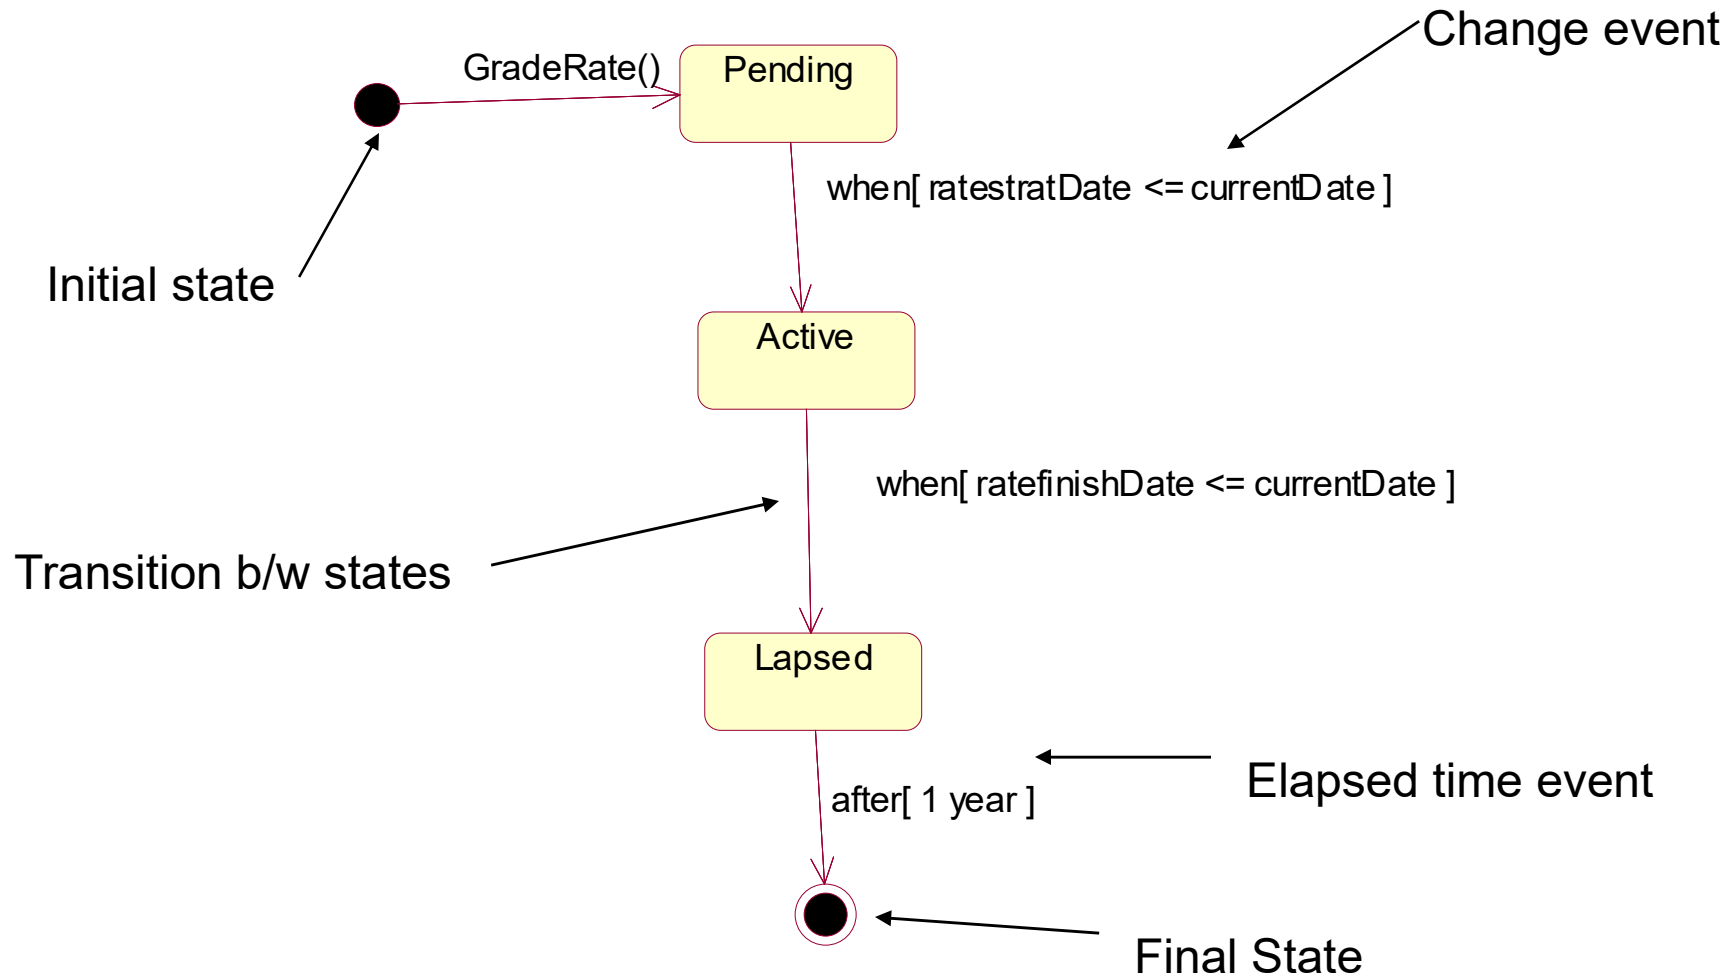 Change event
GradeRate()
Pending
when[ ratestratDate <= currentDate ]
Initial state
Active
when[ ratefinishDate <= currentDate ]
Transition b/w states
Lapsed
Elapsed time event
after[ 1 year ]
Final State